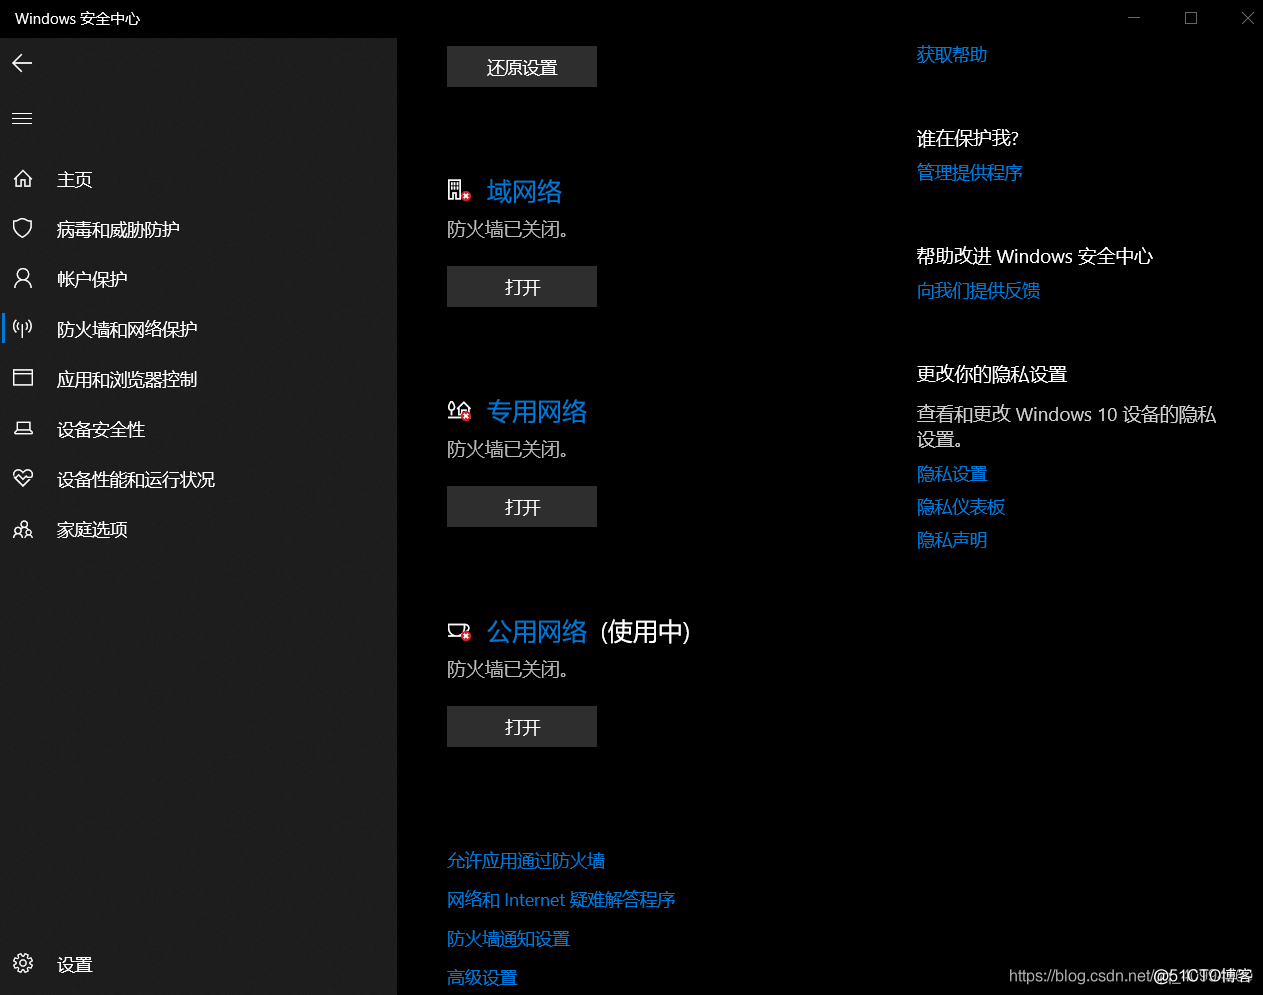 Windows 安全中心
主页
病毒和威胁防护
帐户保护
防火墙和网络保护
应用和浏览器控制
设备安全性
设备性能和运行状况
家庭选项
设置
还原设置
域网络
防火墙已关闭。
打开
专用网络
防火墙已关闭。
打开
公用网络 (使用中)
防火墙已关闭。
打开
允许应用通过防火墙
网络和 Internet 疑难解答程序
防火墙通知设置
高级设置
获取帮助
谁在保护我?
管理提供程序
帮助改进 Windows 安全中心
向我们提供反馈
更改你的隐私设置
查看和更改 Windows 10 设备的隐私
设置。
隐私设置
隐私仪表板
隐私声明
https://blog.csdn.net/
@51CTO博客